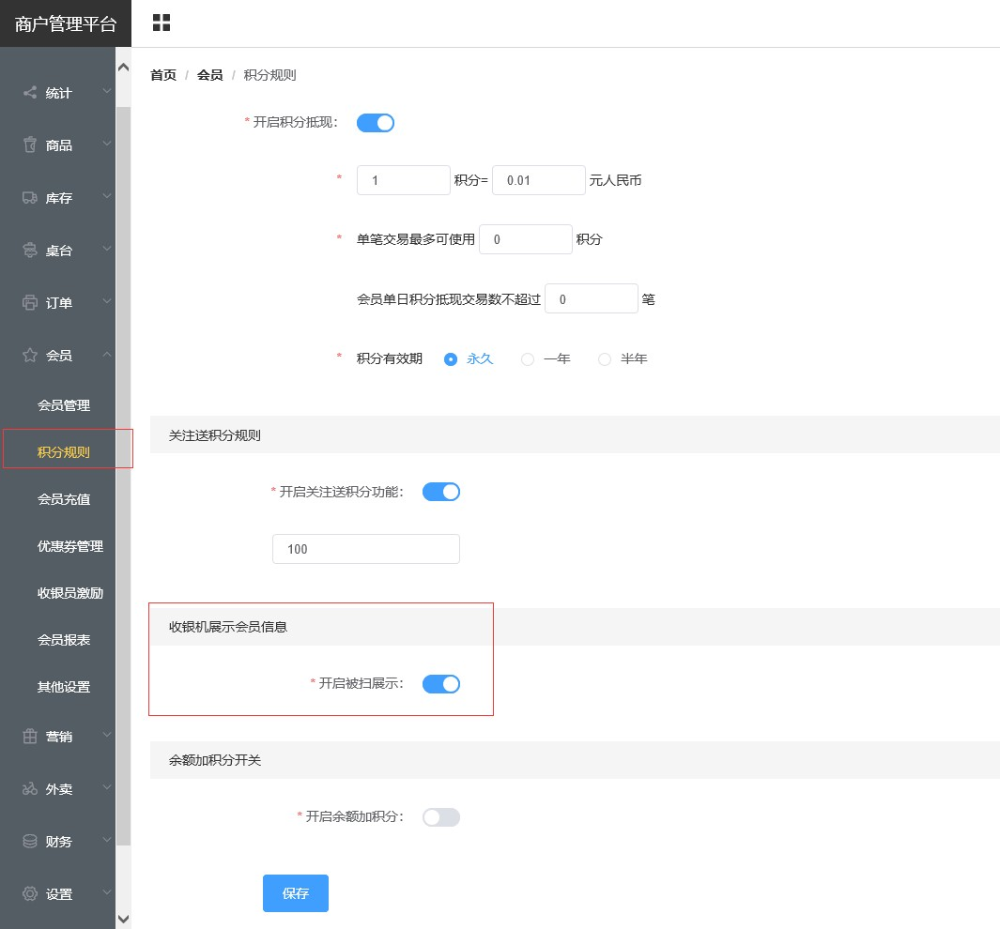 商户管理平台
首页 / 会员 / 积分规则
统计
商品
库存
桌台
订单
会员
会员管理
积分规则
会员充值
优惠券管理
收银员激励
会员报表
其他设置
营销
外卖
财务
设置
* 开启积分抵现：
* 1 积分= 0.01 元人民币
* 单笔交易最多可使用 0 积分
会员单日积分抵现交易数不超过 0 笔
* 积分有效期 永久 一年 半年
关注送积分规则
* 开启关注送积分功能：
100
收银机展示会员信息
* 开启被扫展示：
余额加积分开关
* 开启余额加积分：
保存